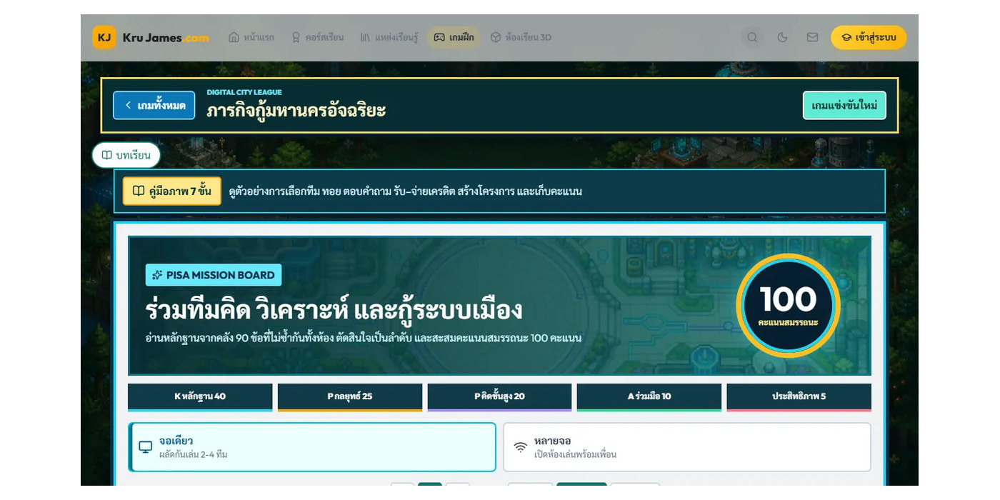 KJ Kru James.com หน้าแรก คอร์สเรียน แหล่งเรียนรู้ เกมฝึก ห้องเรียน 3D เข้าสู่ระบบ
DIGITAL CITY LEAGUE
เกมทั้งหมด ภารกิจกู้มหานครอัจฉริยะ เกมแข่งขันใหม่
บทเรียน
คู่มือภาพ 7 ขั้น ดูตัวอย่างการเลือกทีม ทอย ตอบคำถาม รับ-จ่ายเครดิต สร้างโครงการ และเก็บคะแนน
PISA MISSION BOARD
ร่วมทีมคิด วิเคราะห์ และกู้ระบบเมือง
อ่านหลักฐานจากคลัง 90 ข้อที่ไม่ซ้ำกันทั้งห้อง ตัดสินใจเป็นลำดับ และสะสมคะแนนสมรรถนะ 100 คะแนน
100
คะแนนสมรรถนะ
K หลักฐาน 40 P กลยุทธ์ 25 P คิดขั้นสูง 20 A ร่วมมือ 10 ประสิทธิภาพ 5
จอเดียว
ผลัดกันเล่น 2-4 ทีม
หลายจอ
เปิดห้องเล่นพร้อมเพื่อน